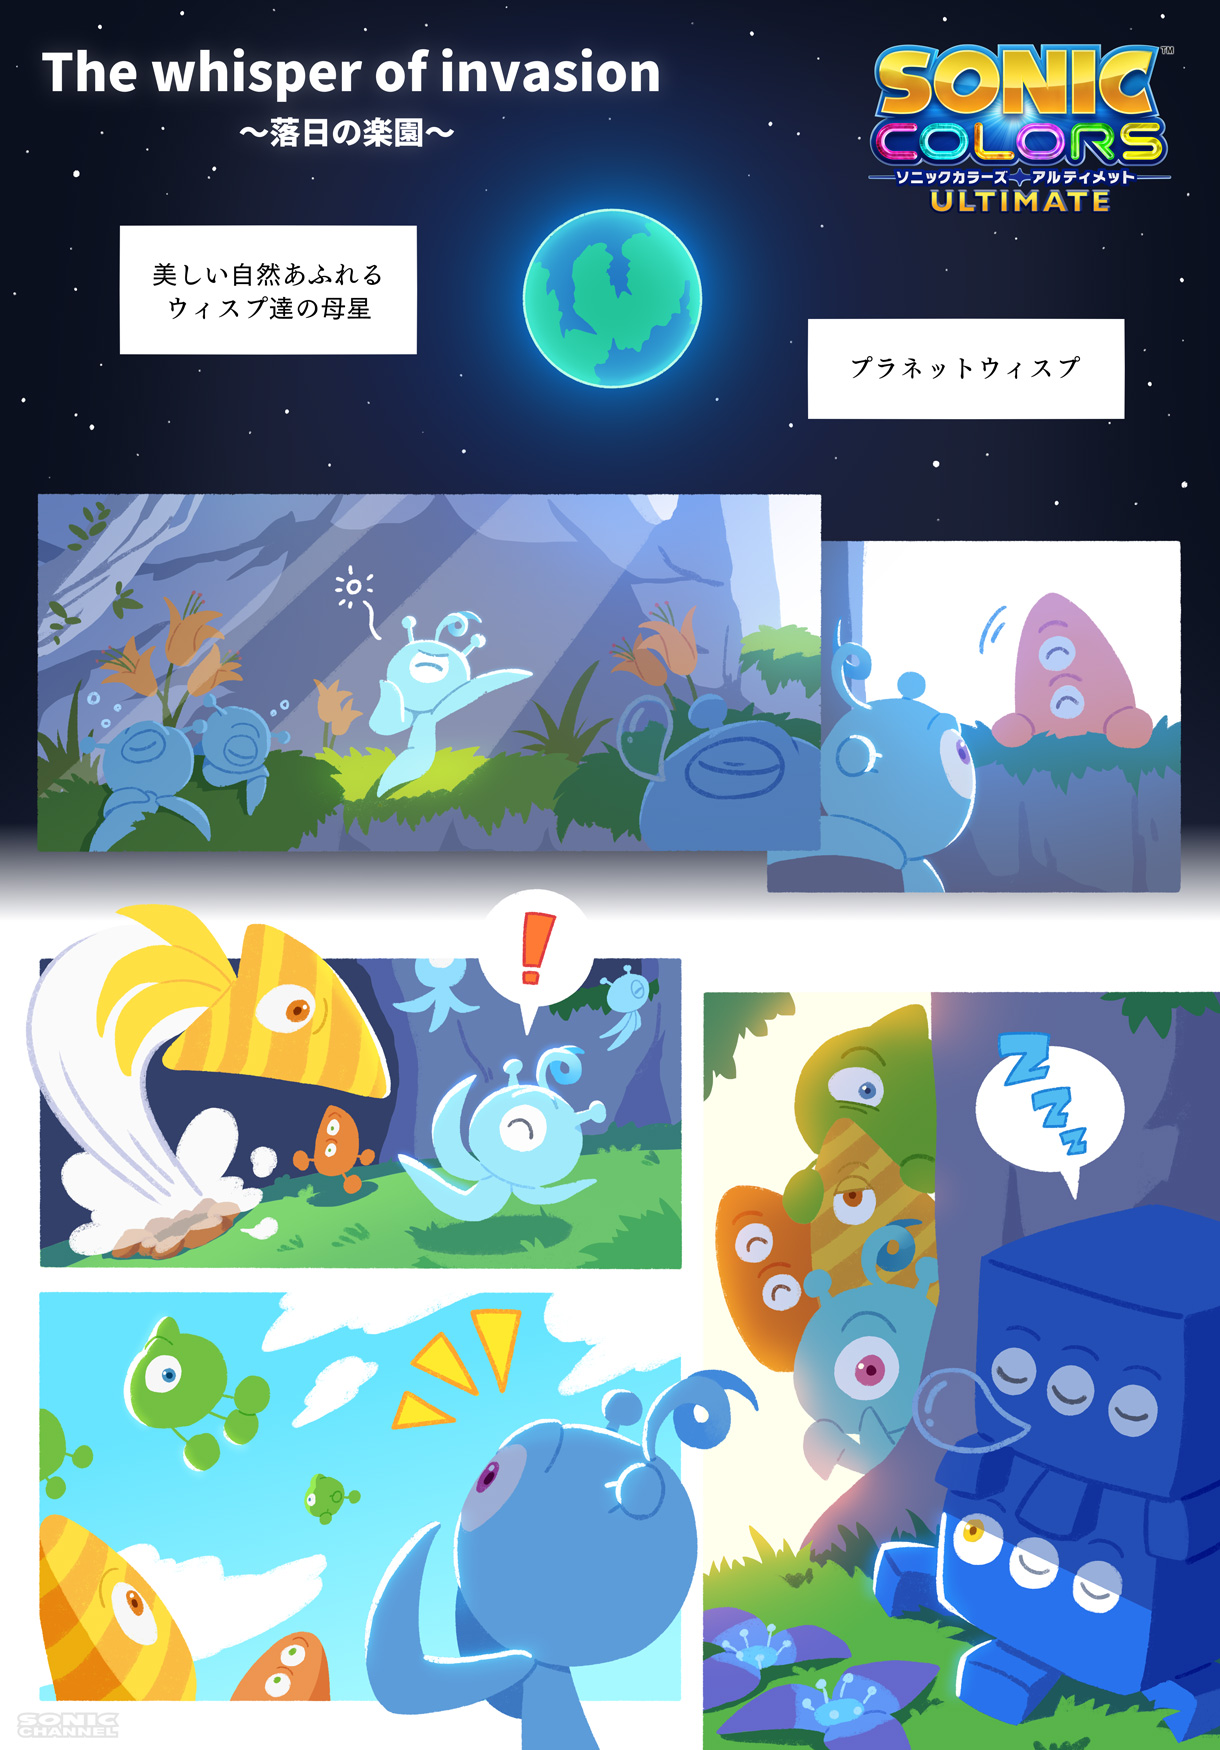 The whisper of invasion
～落日の楽園～
SONIC
TM
COLORS
ソニックカラーズ アルティメット
ULTIMATE
美しい自然あふれる
ウィスプ達の母星
プラネットウィスプ
!
Z
Z
Z
SONIC
CHANNEL